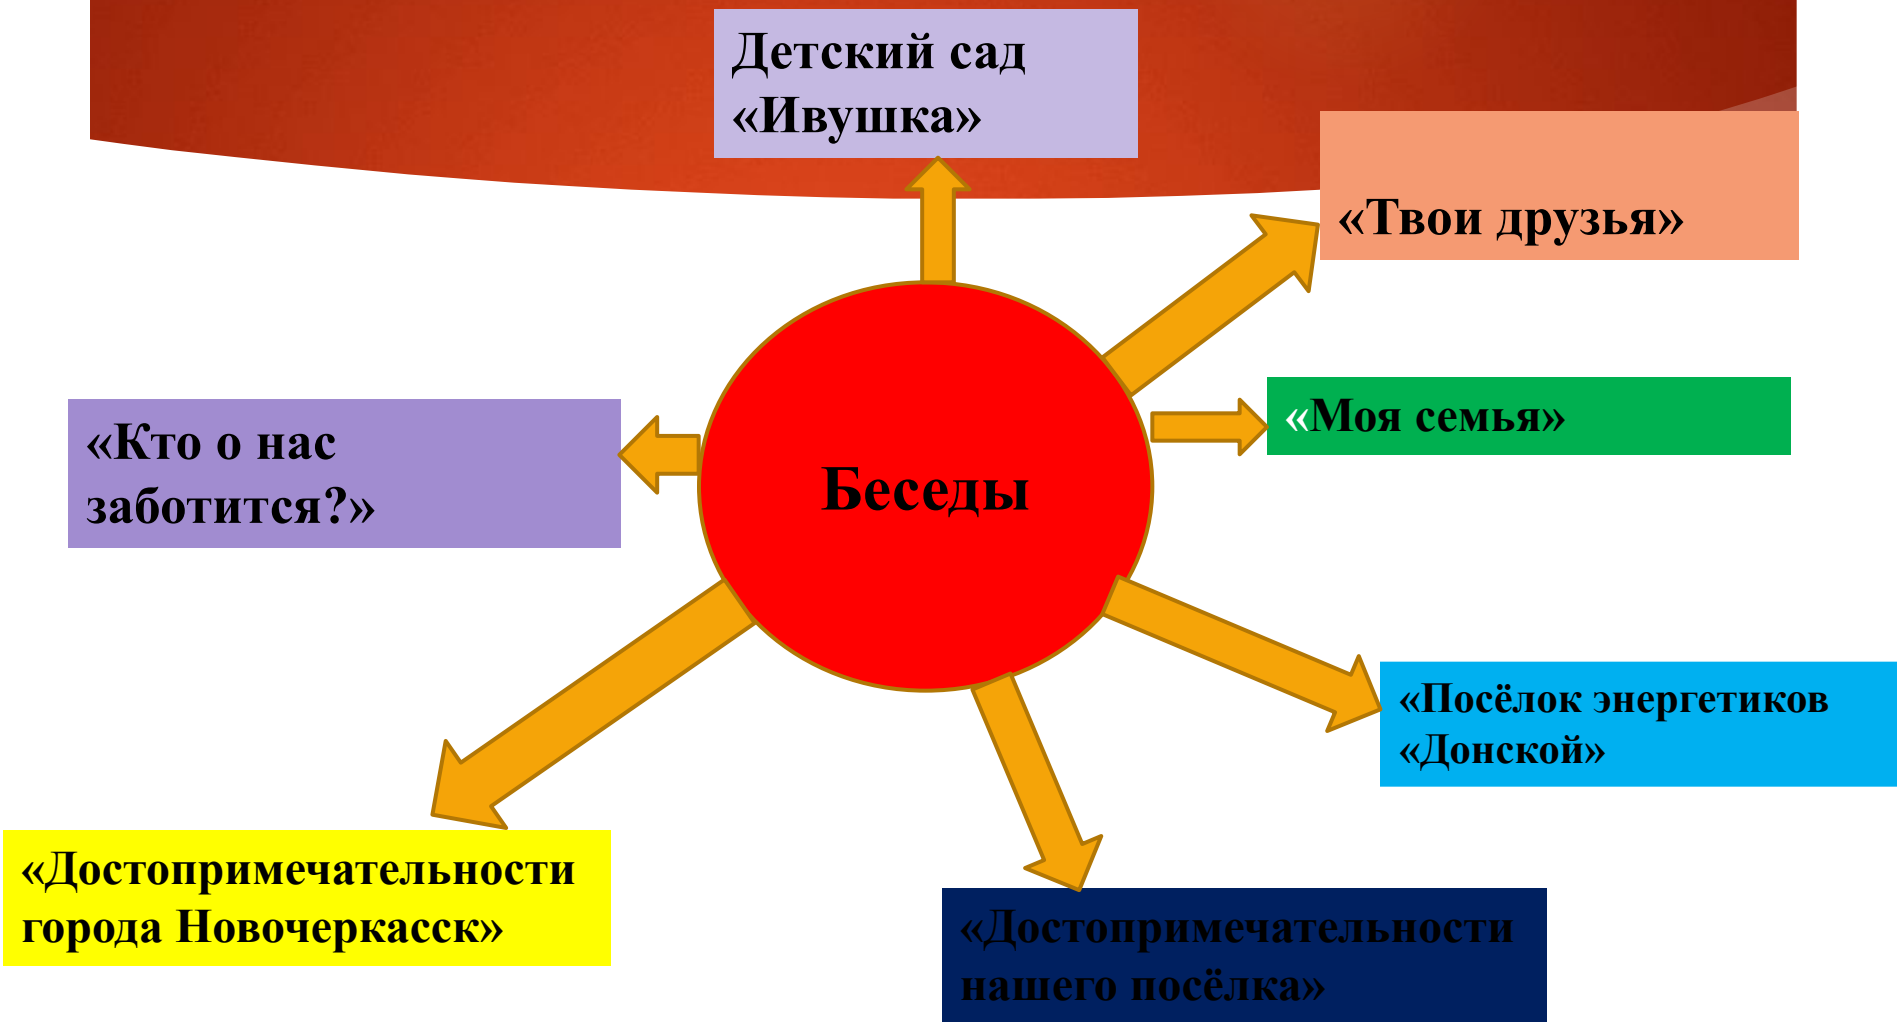 Детский сад
«Ивушка»
«Твои друзья»
«Моя семья»
«Кто о нас
заботится?»
Беседы
«Посёлок энергетиков
«Донской»
«Достопримечательности
города Новочеркасск»
«Достопримечательности
нашего посёлка»